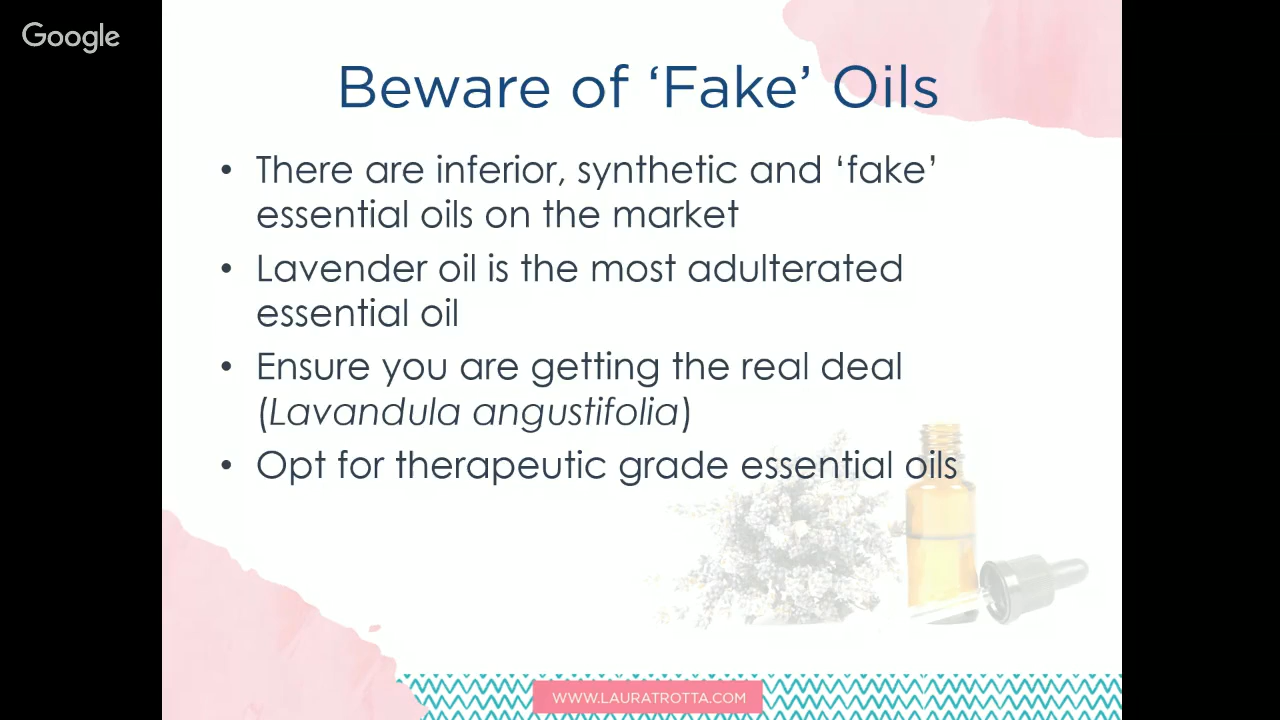 Google
Beware of ‘Fake’ Oils
• There are inferior, synthetic and ‘fake’
essential oils on the market
• Lavender oil is the most adulterated
essential oil
• Ensure you are getting the real deal
(Lavandula angustifolia)
• Opt for therapeutic grade essential oils
WWW.LAURATROTTA.COM